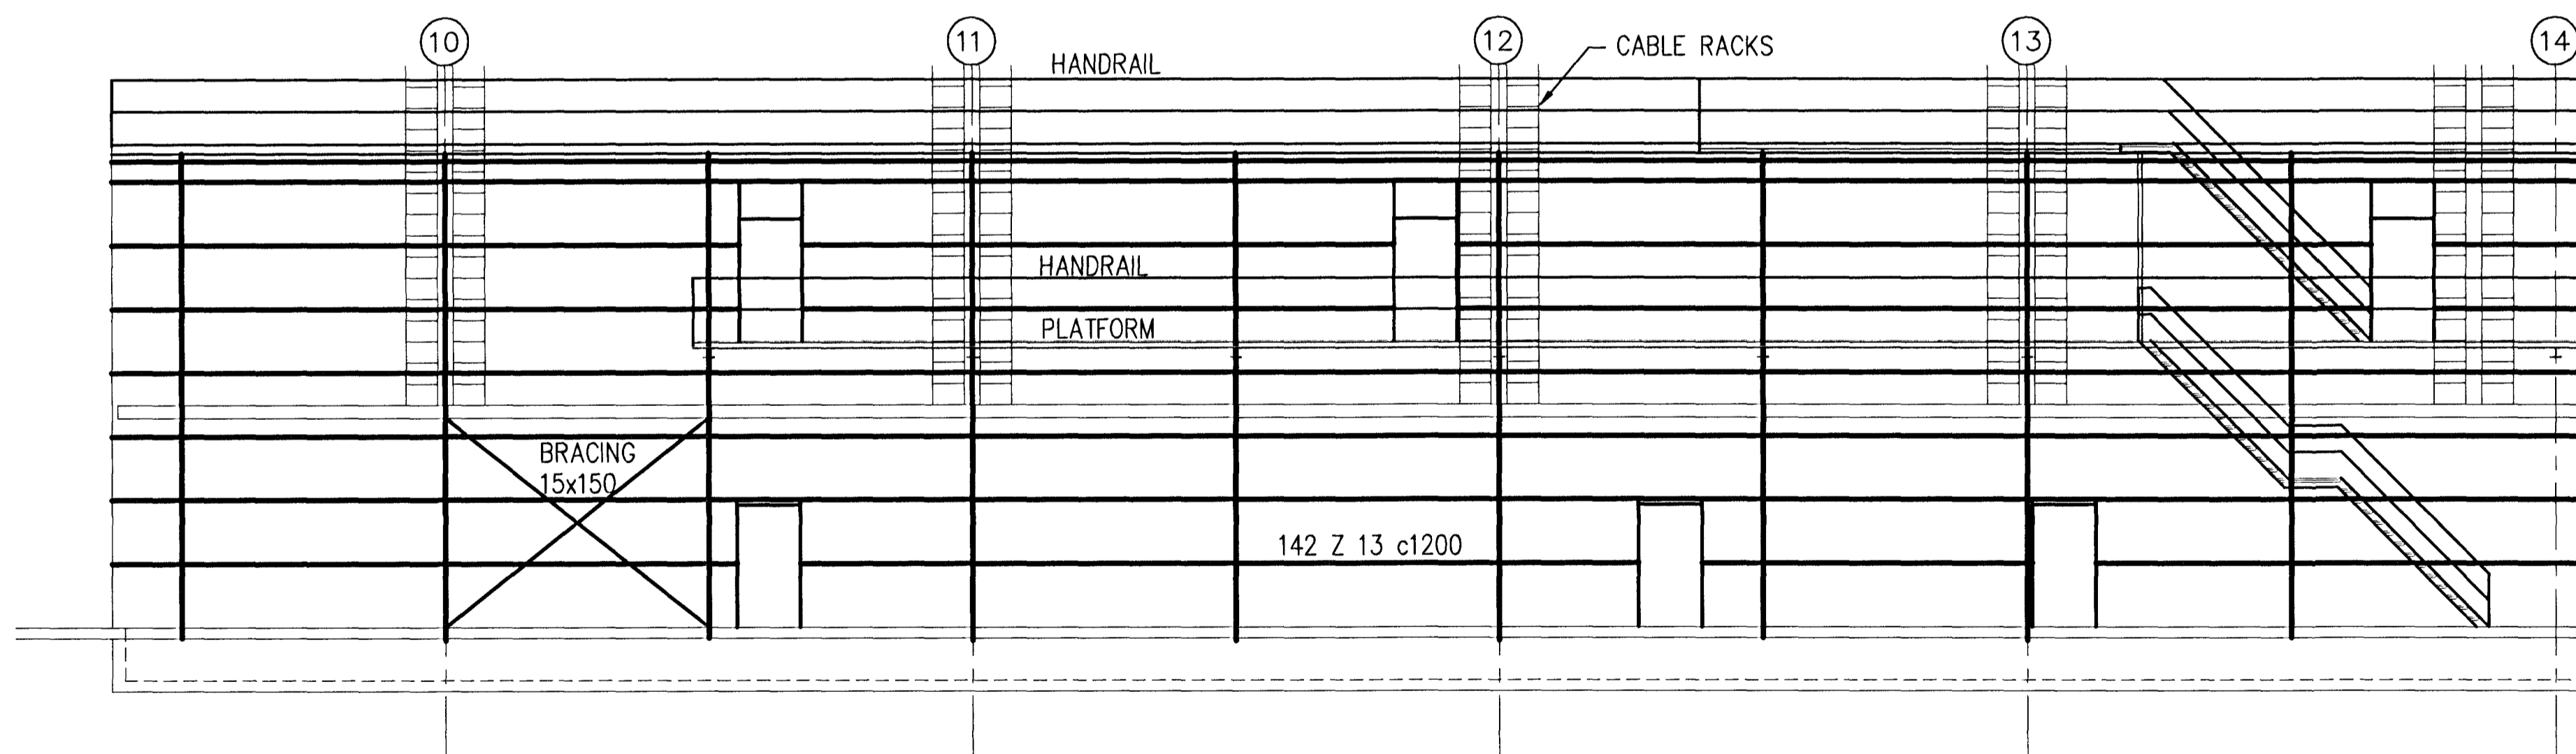 10
11
12
13
14
HANDRAIL
CABLE RACKS
HANDRAIL
PLATFORM
BRACING
15x150
142 Z 13 c1200